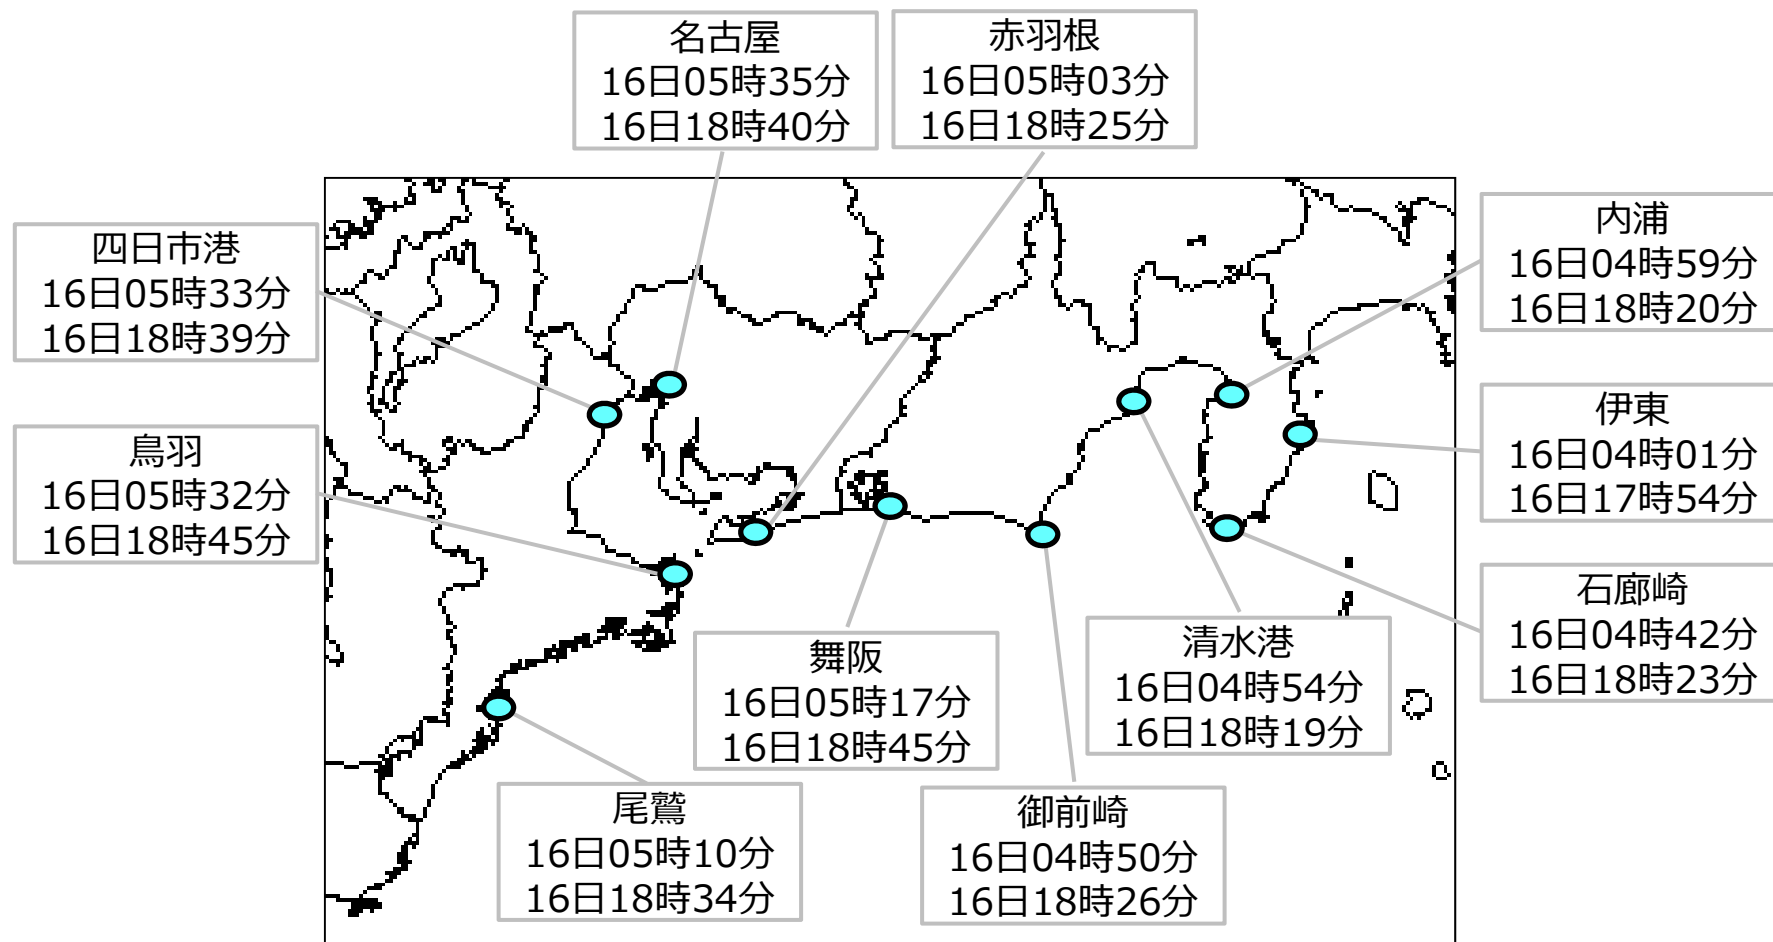 名古屋
16日05時35分
16日18時40分
赤羽根
16日05時03分
16日18時25分
四日市港
16日05時33分
16日18時39分
内浦
16日04時59分
16日18時20分
鳥羽
16日05時32分
16日18時45分
伊東
16日04時01分
16日17時54分
舞阪
16日05時17分
16日18時45分
清水港
16日04時54分
16日18時19分
石廊崎
16日04時42分
16日18時23分
尾鷲
16日05時10分
16日18時34分
御前崎
16日04時50分
16日18時26分